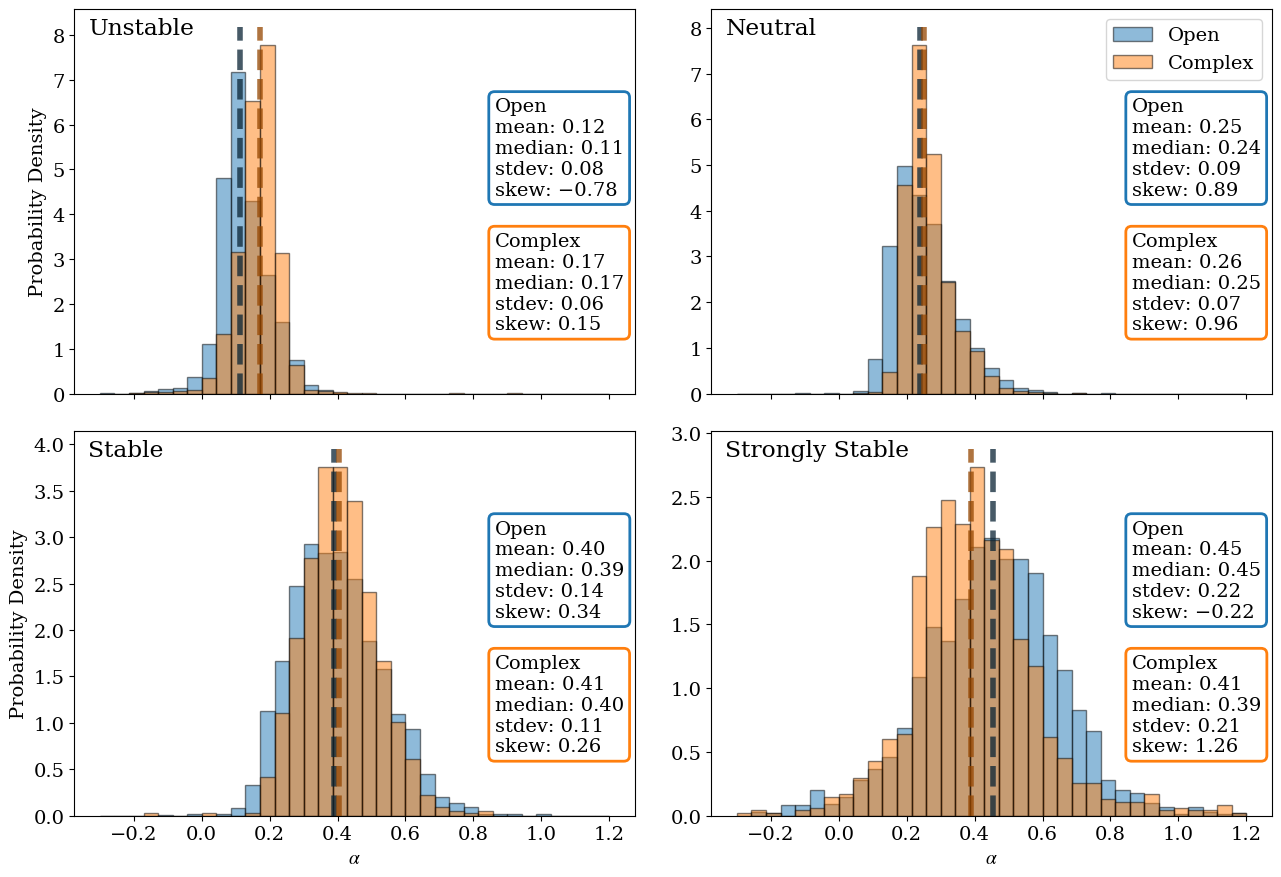 Unstable
Probability Density
8
7
6
5
4
3
2
1
0
Open
mean: 0.12
median: 0.11
stdev: 0.08
skew: −0.78
Complex
mean: 0.17
median: 0.17
stdev: 0.06
skew: 0.15
Neutral
8
7
6
5
4
3
2
1
0
Open
Complex
Open
mean: 0.25
median: 0.24
stdev: 0.09
skew: 0.89
Complex
mean: 0.26
median: 0.25
stdev: 0.07
skew: 0.96
Stable
Probability Density
4.0
3.5
3.0
2.5
2.0
1.5
1.0
0.5
0.0
Open
mean: 0.40
median: 0.39
stdev: 0.14
skew: 0.34
Complex
mean: 0.41
median: 0.40
stdev: 0.11
skew: 0.26
−0.2 0.0 0.2 0.4 0.6 0.8 1.0 1.2
α
Strongly Stable
3.0
2.5
2.0
1.5
1.0
0.5
0.0
Open
mean: 0.45
median: 0.45
stdev: 0.22
skew: −0.22
Complex
mean: 0.41
median: 0.39
stdev: 0.21
skew: 1.26
−0.2 0.0 0.2 0.4 0.6 0.8 1.0 1.2
α